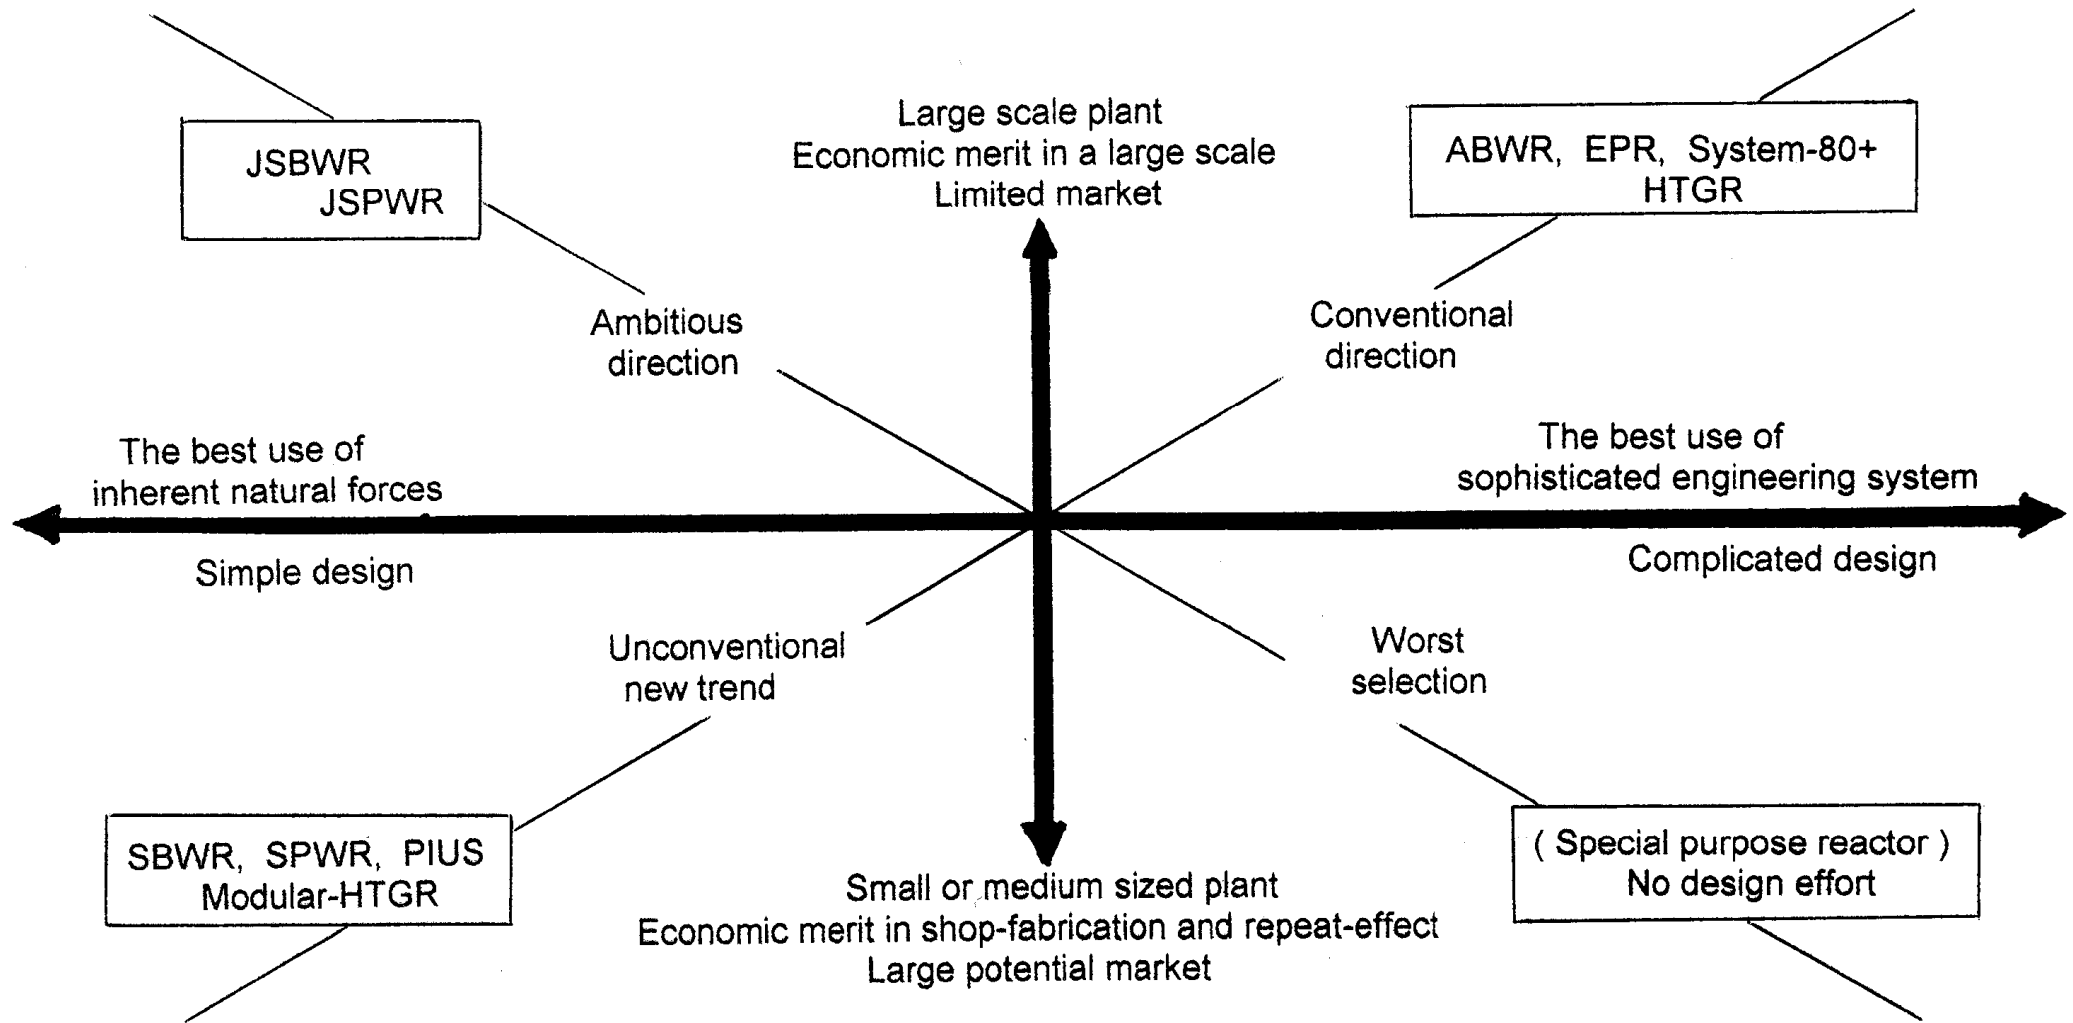 Large scale plant
Economic merit in a large scale
Limited market
JSBWR
JSPWR
ABWR, EPR, System-80+
HTGR
Ambitious
direction
Conventional
direction
The best use of
inherent natural forces
Simple design
The best use of
sophisticated engineering system
Complicated design
Unconventional
new trend
Worst
selection
SBWR, SPWR, PIUS
Modular-HTGR
Small or medium sized plant
Economic merit in shop-fabrication and repeat-effect
Large potential market
( Special purpose reactor )
No design effort